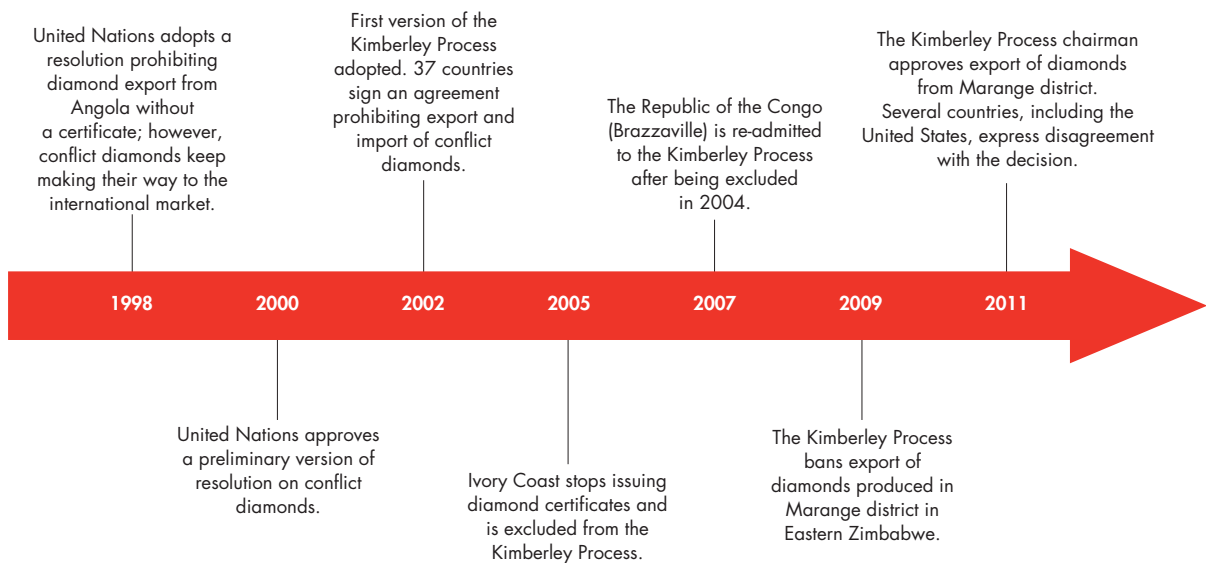 United Nations adopts a
resolution prohibiting
diamond export from
Angola without
a certificate; however,
conflict diamonds keep
making their way to the
international market.
First version of the
Kimberley Process
adopted. 37 countries
sign an agreement
prohibiting export and
import of conflict
diamonds.
The Republic of the Congo
(Brazzaville) is re-admitted
to the Kimberley Process
after being excluded
in 2004.
The Kimberley Process chairman
approves export of diamonds
from Marange district.
Several countries, including the
United States, express disagreement
with the decision.
1998 2000 2002 2005 2007 2009 2011
United Nations approves
a preliminary version of
resolution on conflict
diamonds.
Ivory Coast stops issuing
diamond certificates and
is excluded from the
Kimberley Process.
The Kimberley Process
bans export of
diamonds produced in
Marange district in
Eastern Zimbabwe.